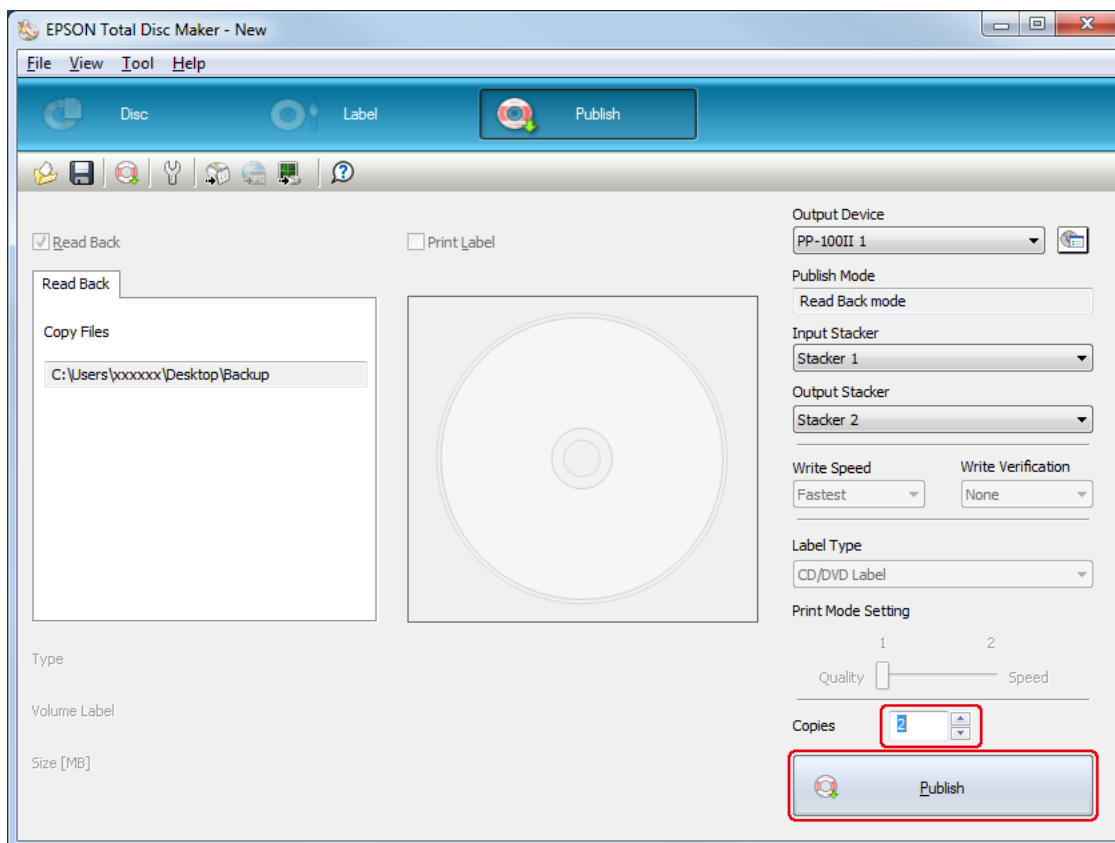 EPSON Total Disc Maker - New
File View Tool Help
Disc Label Publish
Read Back
Print Label
Read Back
Copy Files
C:\Users\xxxxxx\Desktop\Backup
Type
Volume Label
Size [MB]
Output Device
PP-100II 1
Publish Mode
Read Back mode
Input Stacker
Stacker 1
Output Stacker
Stacker 2
Write Speed Write Verification
Fastest None
Label Type
CD/DVD Label
Print Mode Setting
1 2
Quality Speed
Copies 2
Publish